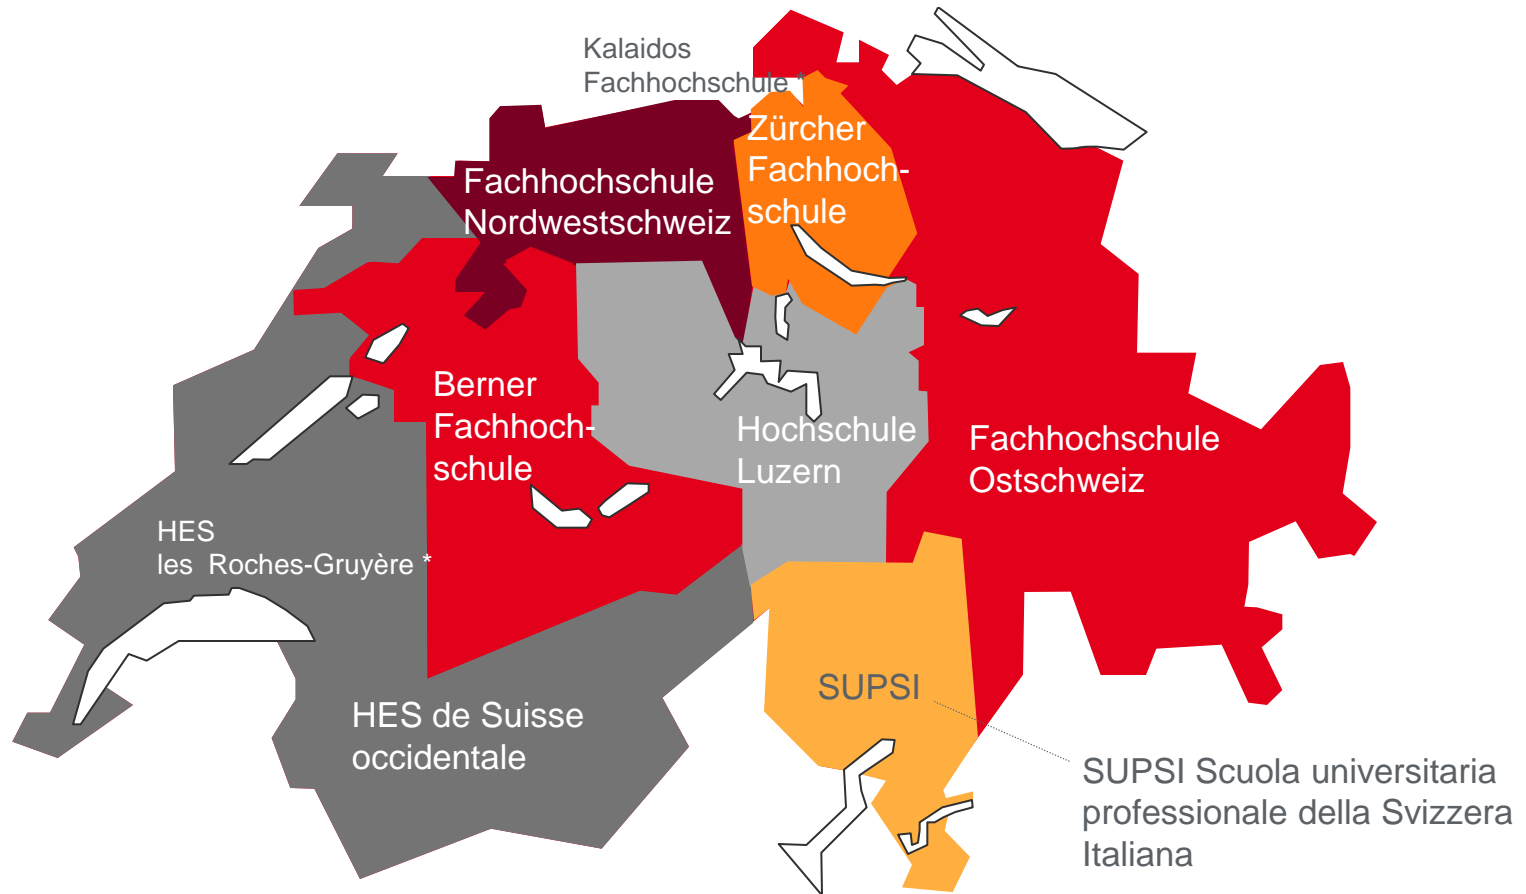 Kalaidos
Fachhochschule *
Zürcher
Fachhoch-
schule
Fachhochschule
Nordwestschweiz
Berner
Fachhoch-
schule
Hochschule
Luzern
Fachhochschule
Ostschweiz
HES
les Roches-Gruyère *
SUPSI
HES de Suisse
occidentale
SUPSI Scuola universitaria
professionale della Svizzera
Italiana